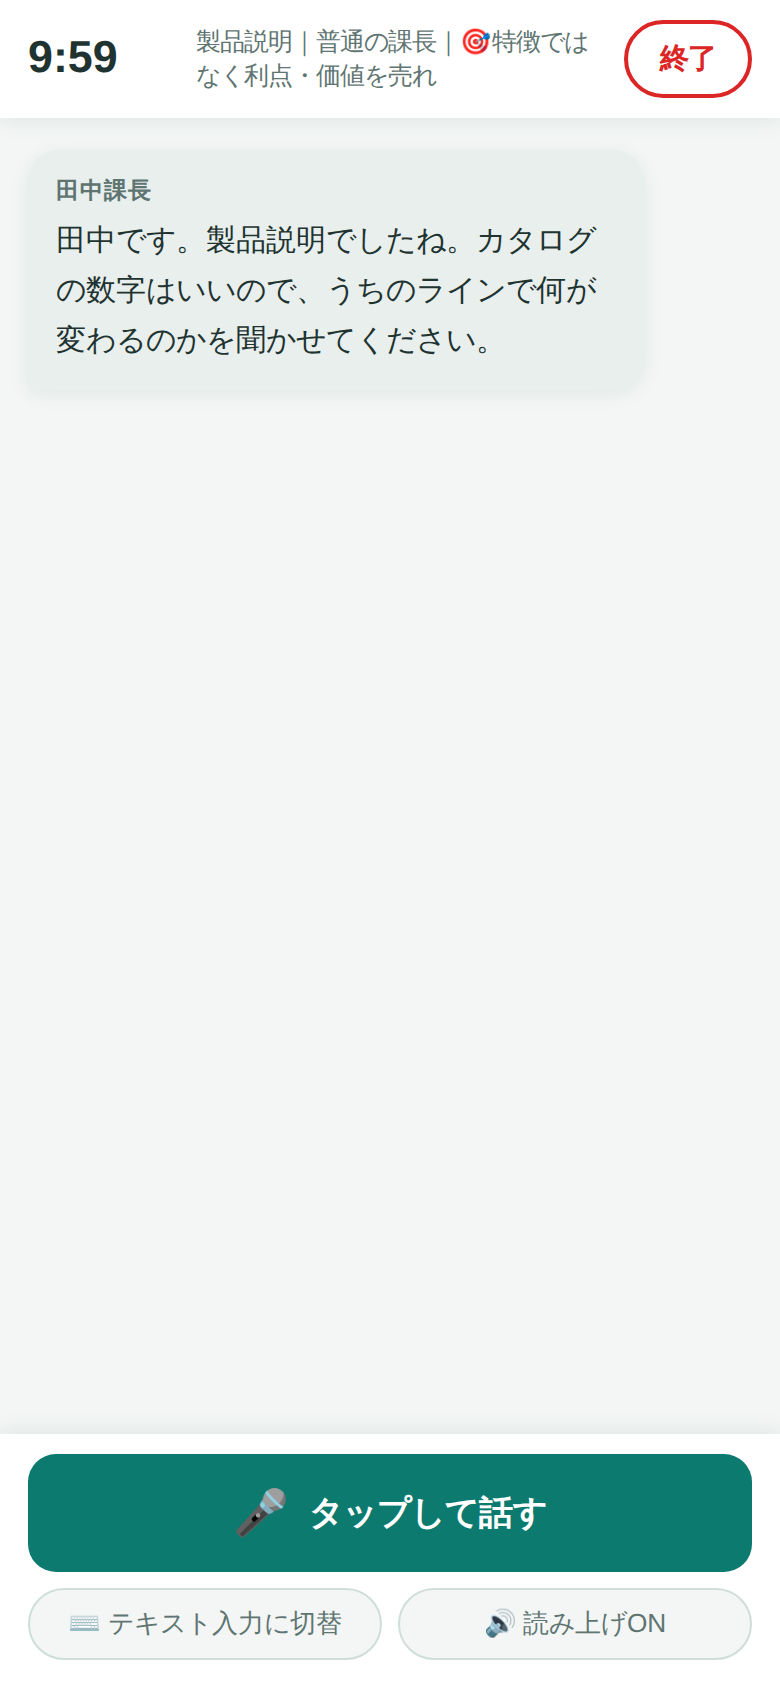 9:59
製品説明｜普通の課長｜🎯特徴では
なく利点・価値を売れ
終了
田中課長
田中です。製品説明でしたね。カタログ
の数字はいいので、うちのラインで何が
変わるのかを聞かせてください。
🎤 タップして話す
⌨️ テキスト入力に切替
🔊 読み上げON